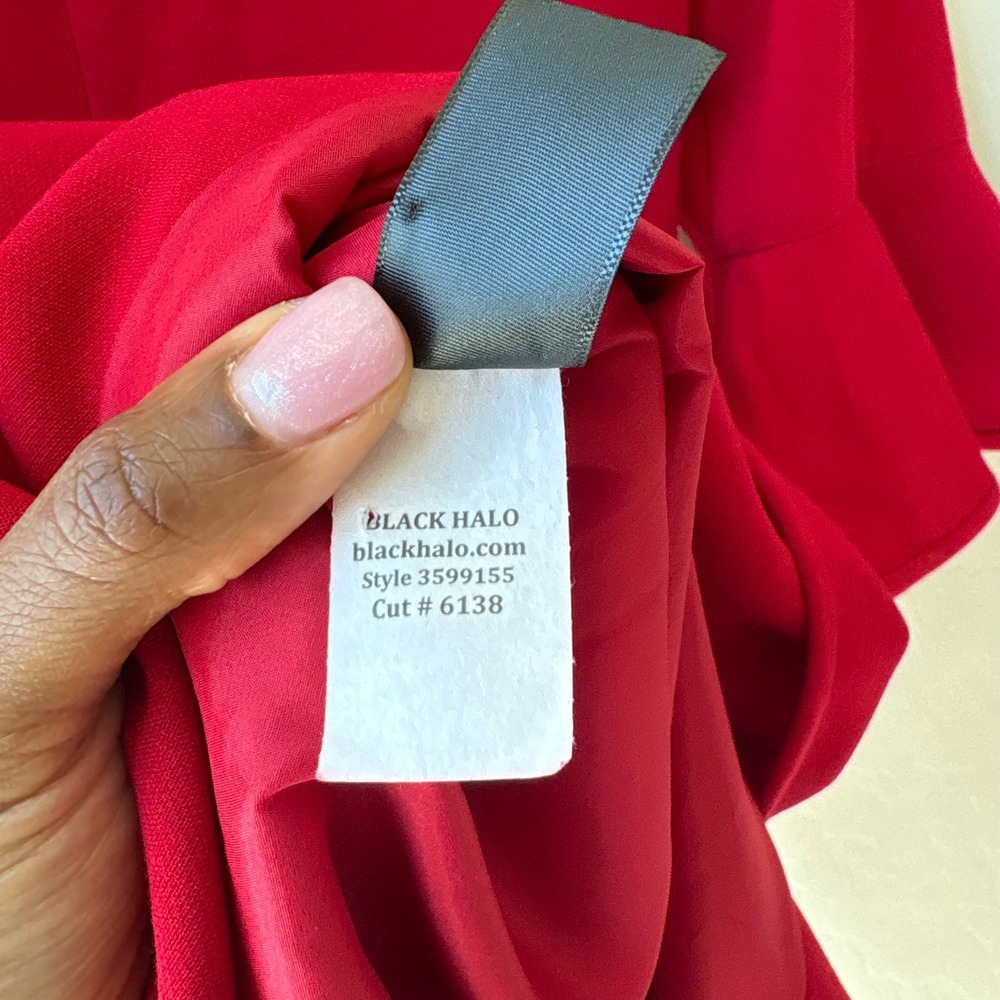 BLACK HALO
blackhalo.com
Style 3599155
Cut # 6138